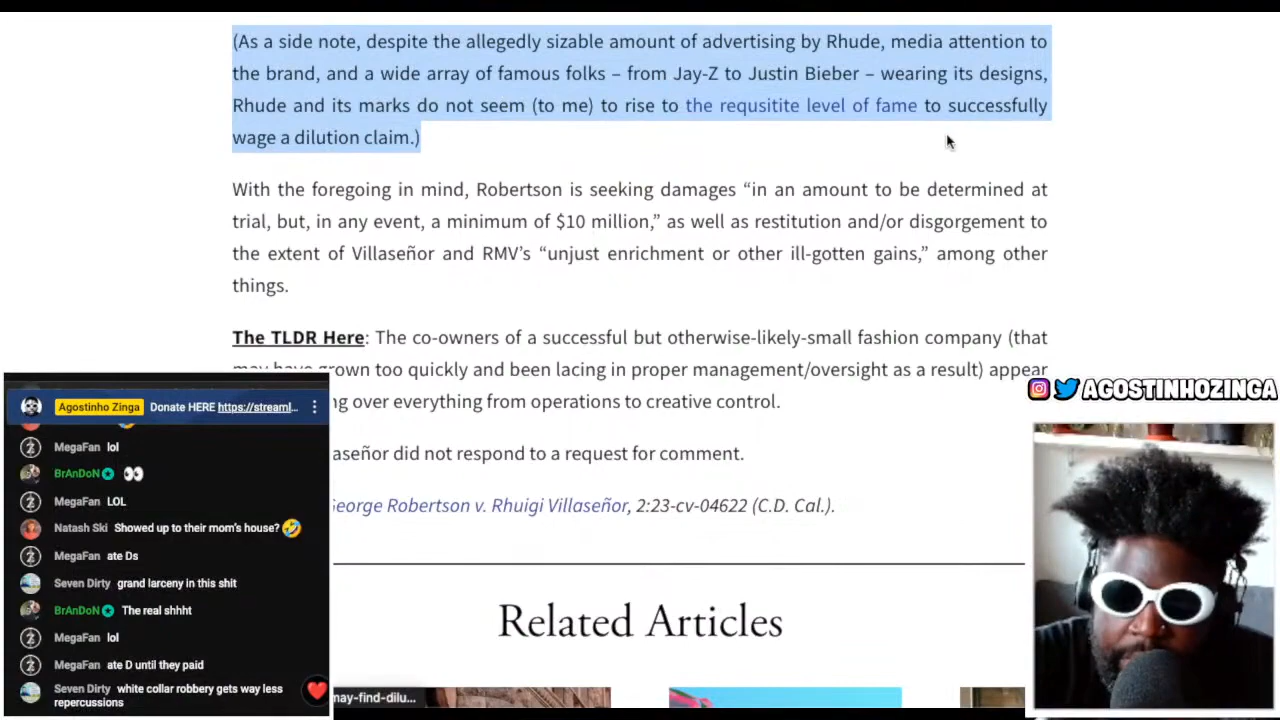 (As a side note, despite the allegedly sizable amount of advertising by Rhude, media attention to
the brand, and a wide array of famous folks – from Jay-Z to Justin Bieber – wearing its designs,
Rhude and its marks do not seem (to me) to rise to the requsitite level of fame to successfully
wage a dilution claim.)
With the foregoing in mind, Robertson is seeking damages “in an amount to be determined at
trial, but, in any event, a minimum of $10 million,” as well as restitution and/or disgorgement to
the extent of Villaseñor and RMV’s “unjust enrichment or other ill-gotten gains,” among other
things.
The TLDR Here: The co-owners of a successful but otherwise-likely-small fashion company (that
may have grown too quickly and been lacing in proper management/oversight as a result) appear
ng over everything from operations to creative control.
aseñor did not respond to a request for comment.
George Robertson v. Rhuigi Villaseñor, 2:23-cv-04622 (C.D. Cal.).
Related Articles
may-find-dilu...
Agostinho Zinga Donate HERE https://streaml...
MegaFan lol
BrAnDoN 👀
MegaFan LOL
Natash Ski Showed up to their mom’s house? 🤣
MegaFan ate Ds
Seven Dirty grand larceny in this shit
BrAnDoN The real shhht
MegaFan lol
MegaFan ate D until they paid
Seven Dirty white collar robbery gets way less
repercussions
AGOSTINHOZINGA